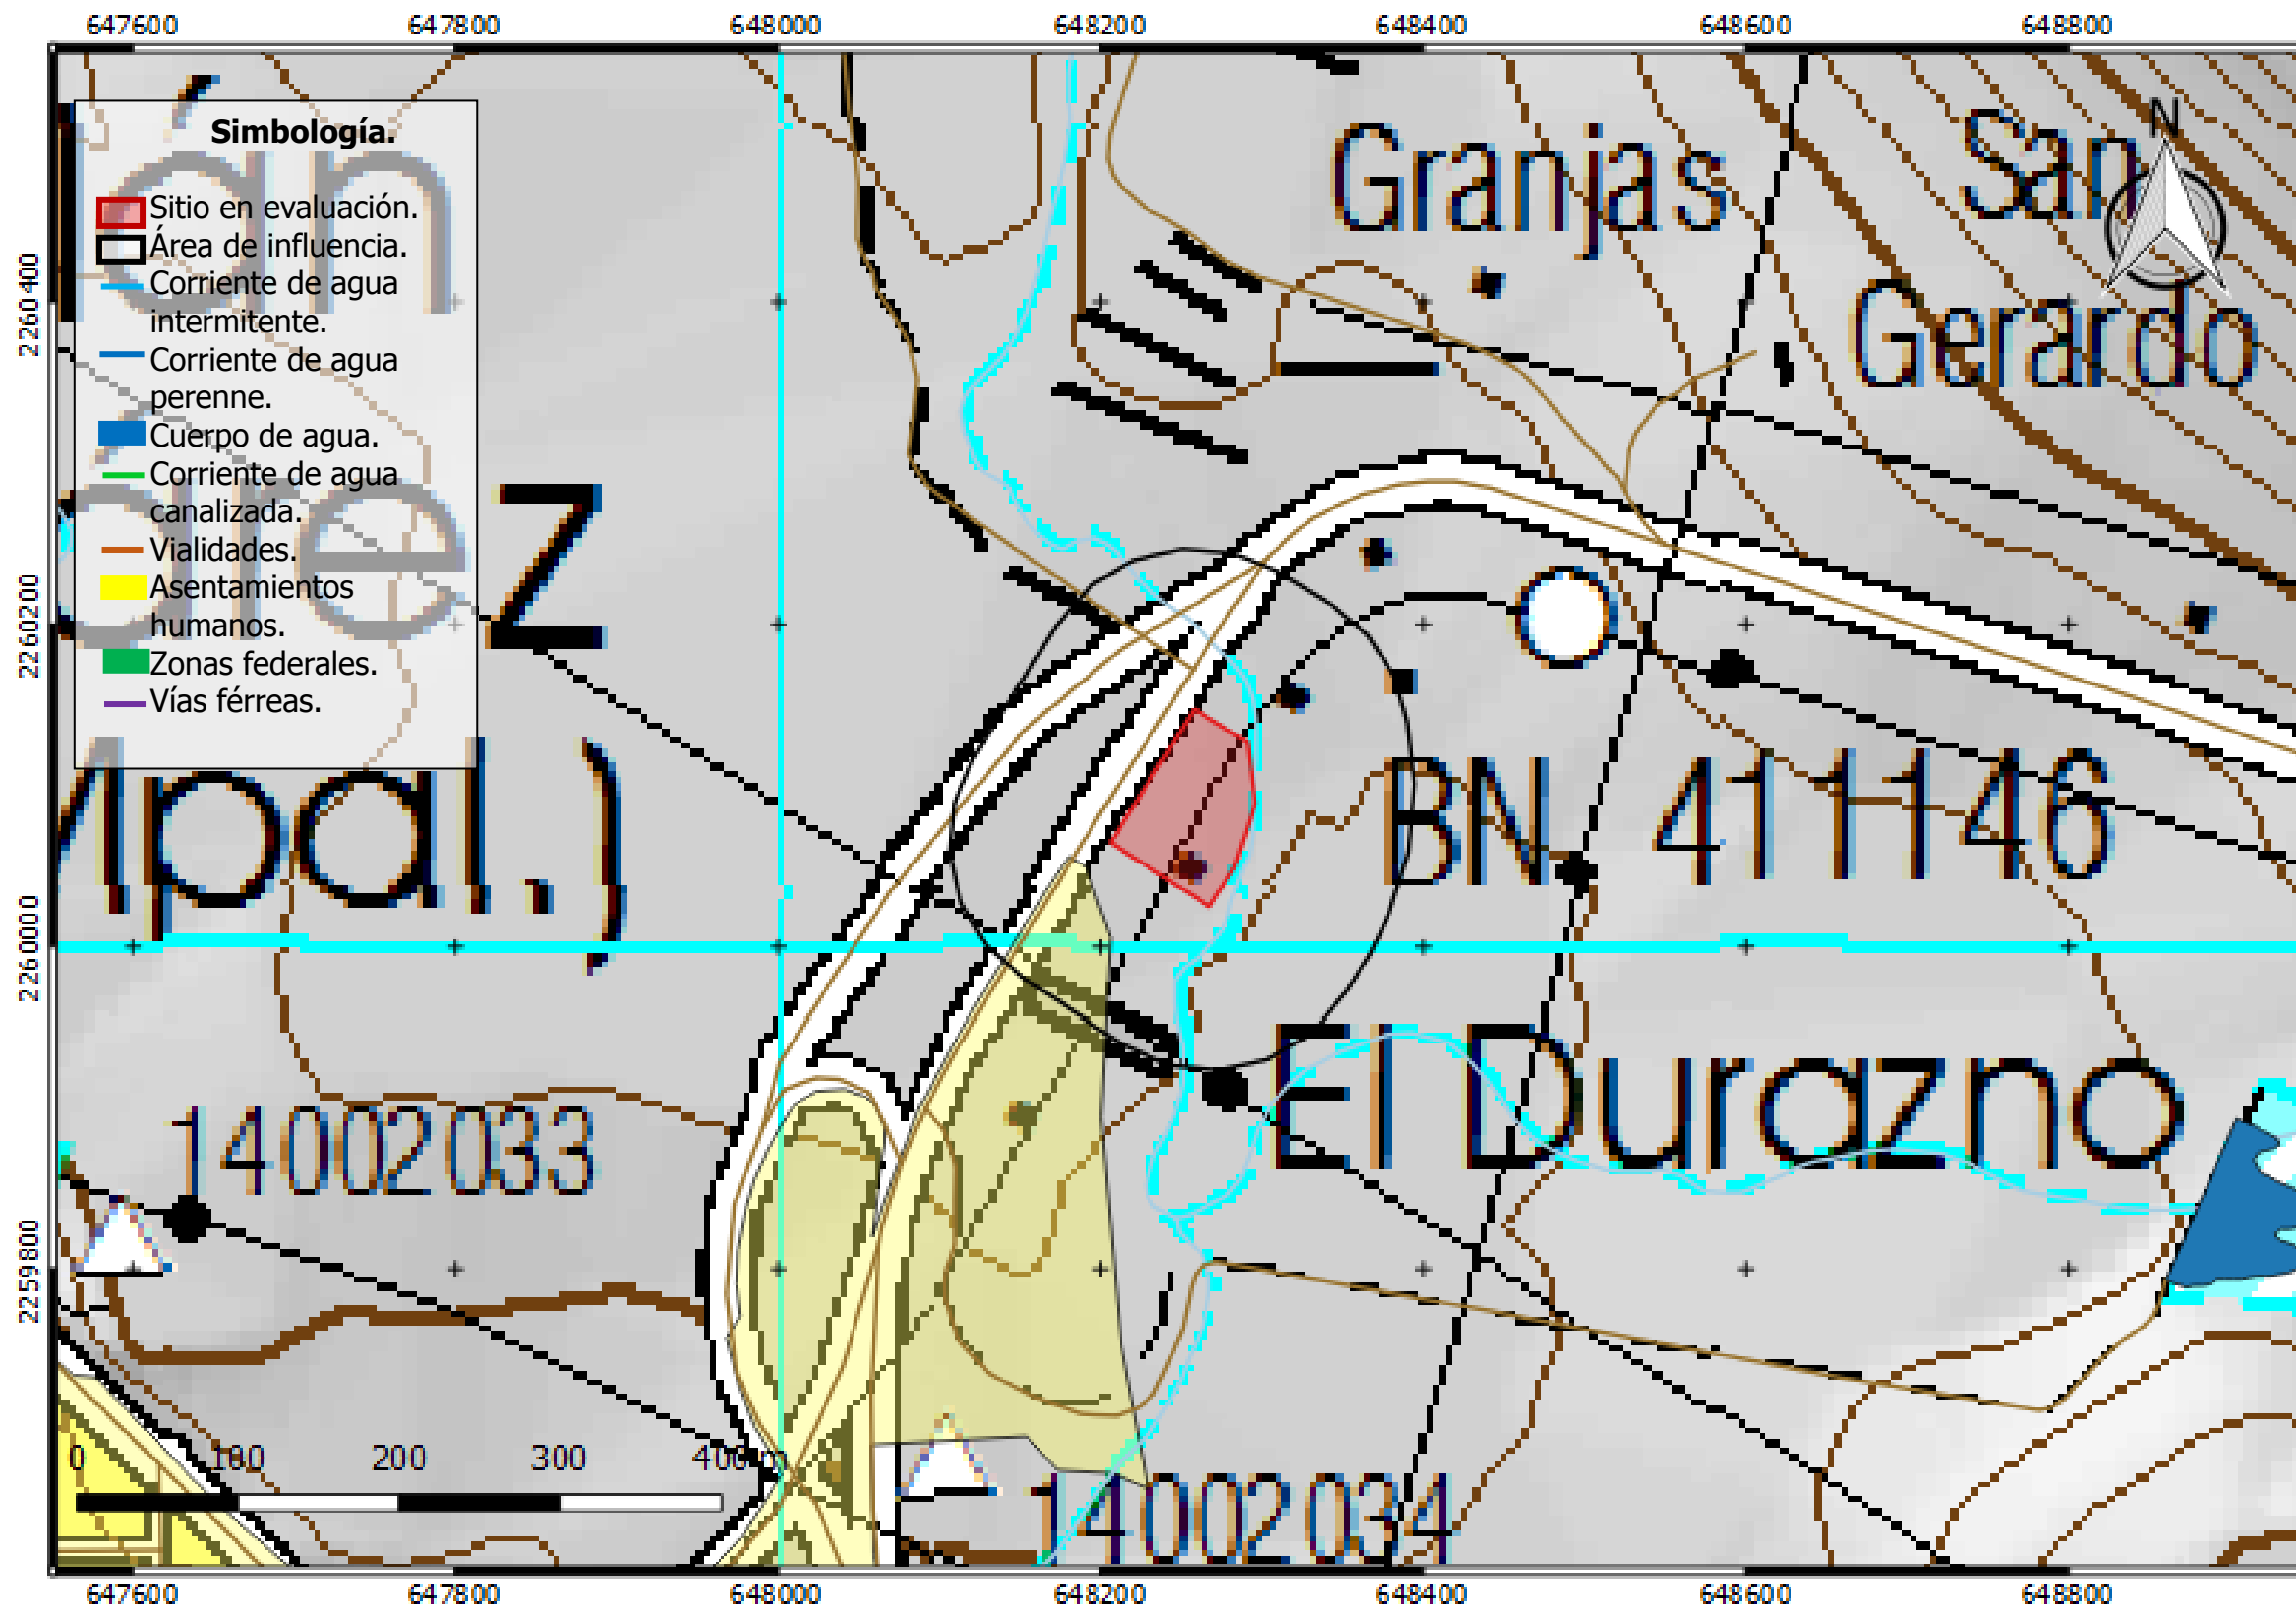 647600 647800 648000 648200 648400 648600 648800
N
Simbología.
Sitio en evaluación.
Área de influencia.
Corriente de agua
intermitente.
Corriente de agua
perenne.
Cuerpo de agua.
Corriente de agua
canalizada.
Vialidades.
Asentamientos
humanos.
Zonas federales.
Vías férreas.
Granjas San
Gerardo
2260400
2260200
2260000
2259800
z
Mpal.)
BN 41146
El Durazno
14002033
14002034
0 100 200 300 400 m
647600 647800 648000 648200 648400 648600 648800